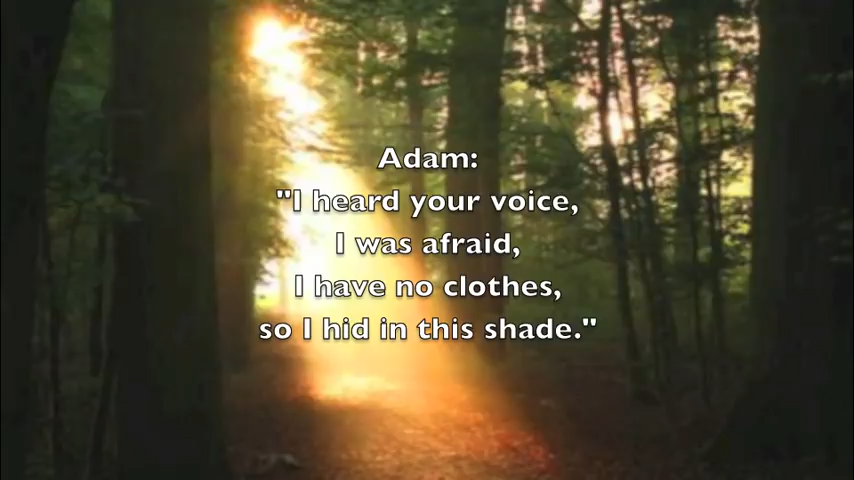 Adam:
"I heard your voice,
I was afraid,
I have no clothes,
so I hid in this shade."